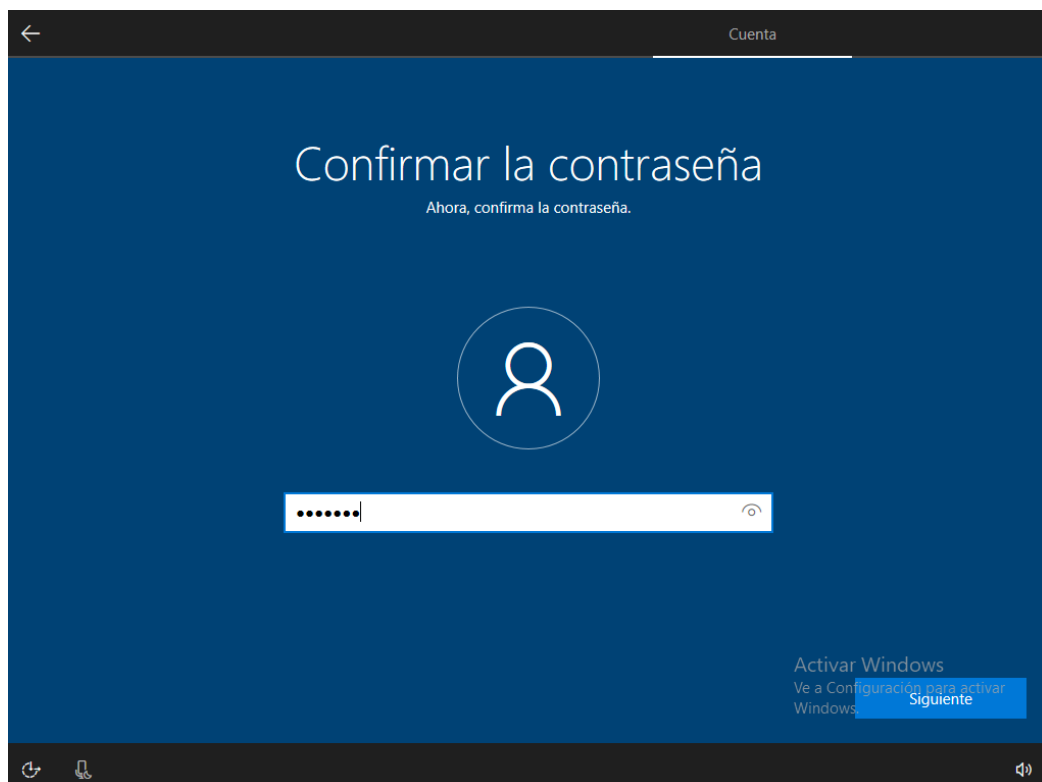 Cuenta
Confirmar la contraseña
Ahora, confirma la contraseña.
Activar Windows
Ve a Configuración para activar
Windows.
Siguiente